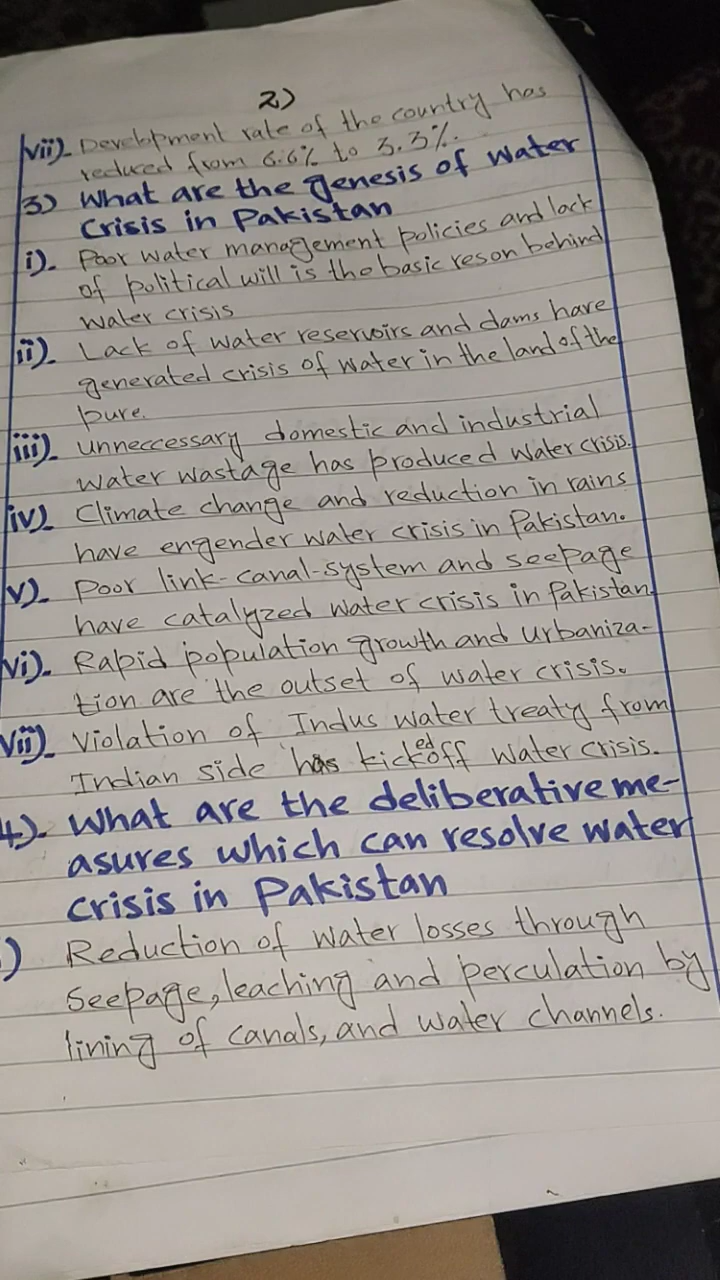 2)
vii). Development rate of the country has
reduced from 6.6% to 3.3%.
3) What are the genesis of water
Crisis in Pakistan
i). Poor water management policies and lack
of political will is the basic reson behind
water crisis
ii). Lack of water reservoirs and dams have
generated crisis of water in the land of the
pure.
iii). unneccessary domestic and industrial
water wastage has produced water crisis.
iv). Climate change and reduction in rains
have engender water crisis in Pakistan.
v). Poor link-canal-system and seepage
have catalyzed water crisis in Pakistan.
vi). Rapid population growth and urbaniza-
tion are the outset of water crisis.
vii). Violation of Indus water treaty from
Indian side has kickedoff water crisis.
4). What are the deliberative me-
asures which can resolve water
crisis in Pakistan
) Reduction of water losses through
seepage, leaching and perculation by
lining of canals, and water channels.